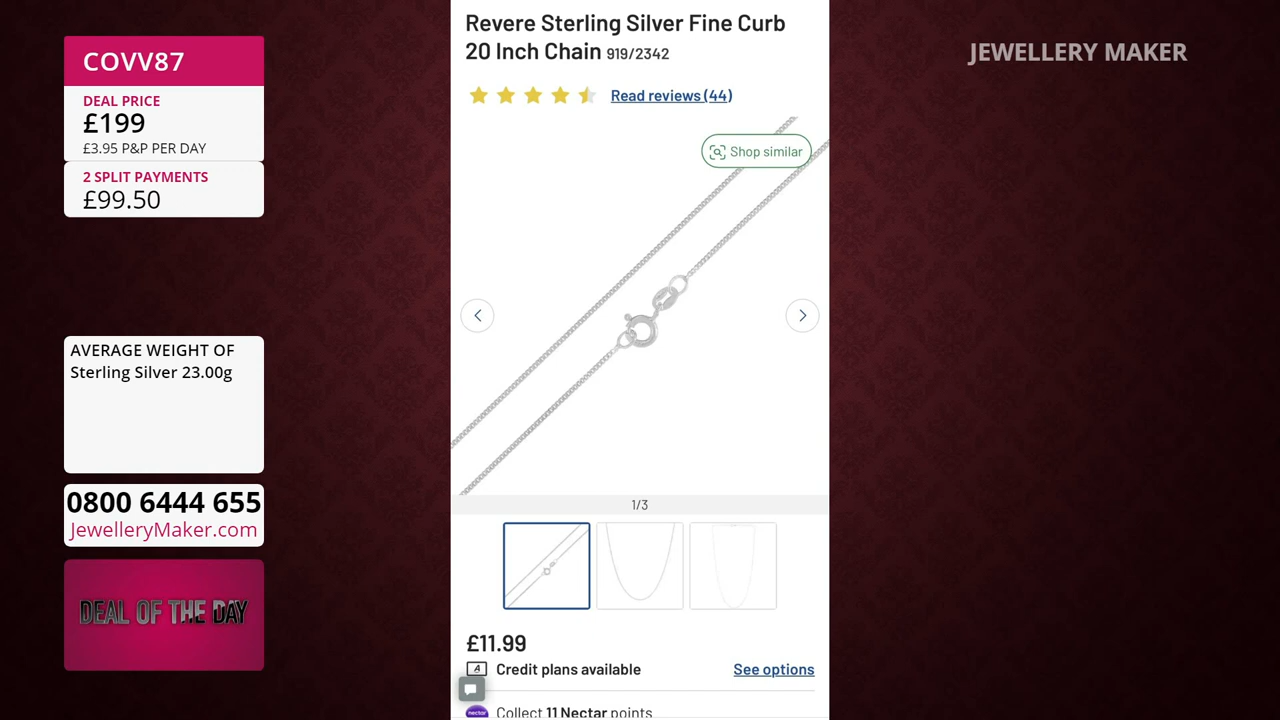 COVV87
DEAL PRICE
£199
£3.95 P&P PER DAY
2 SPLIT PAYMENTS
£99.50
AVERAGE WEIGHT OF
Sterling Silver 23.00g
0800 6444 655
JewelleryMaker.com
DEAL OF THE DAY
Revere Sterling Silver Fine Curb
20 Inch Chain 919/2342
Read reviews (44)
Shop similar
1/3
£11.99
Credit plans available
See options
nectar
Collect 11 Nectar points
JEWELLERY MAKER